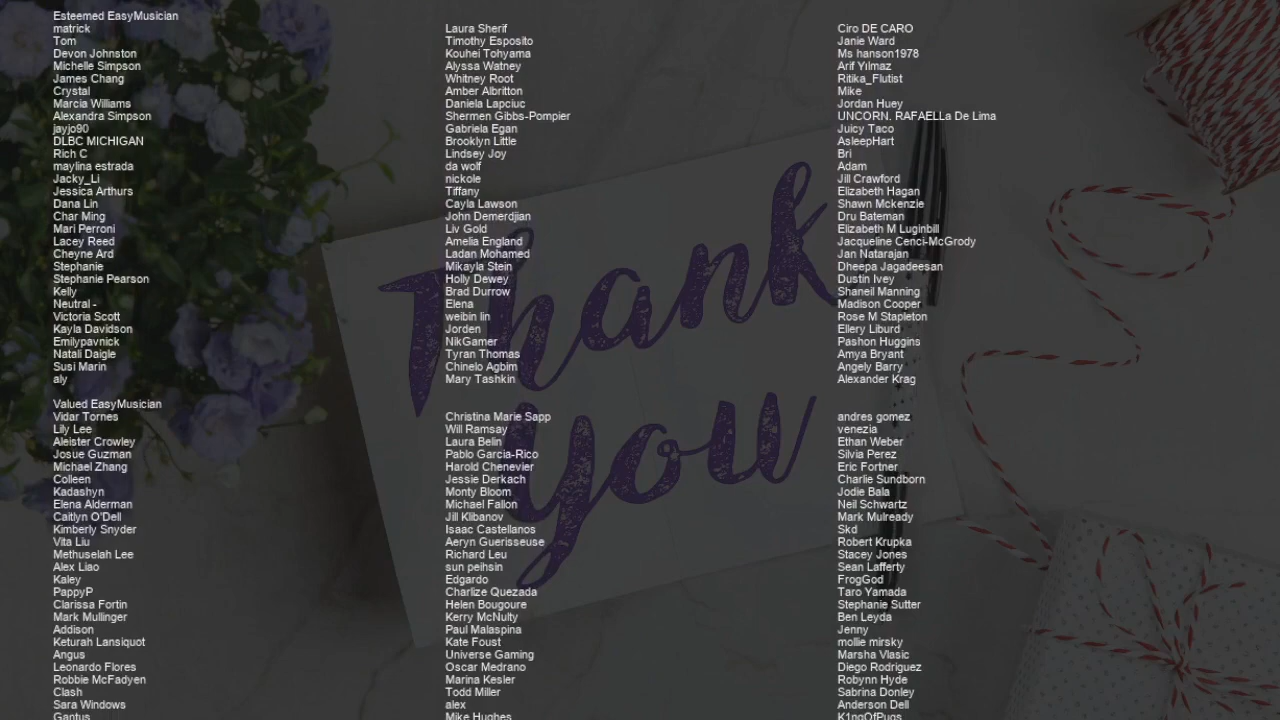 Esteemed EasyMusician
matrick
Tom
Devon Johnston
Michelle Simpson
James Chang
Crystal
Marcia Williams
Alexandra Simpson
jayjo90
DLBC MICHIGAN
Rich C
maylina estrada
Jacky_Li
Jessica Arthurs
Dana Lin
Char Ming
Mari Perroni
Lacey Reed
Cheyne Ard
Stephanie
Stephanie Pearson
Kelly
Neutral -
Victoria Scott
Kayla Davidson
Emilypavnick
Natali Daigle
Susi Marin
aly
Laura Sherif
Timothy Esposito
Kouhei Tohyama
Alyssa Watney
Whitney Root
Amber Albritton
Daniela Lapciuc
Shermen Gibbs-Pompier
Gabriela Egan
Brooklyn Little
Lindsey Joy
da wolf
nickole
Tiffany
Cayla Lawson
John Demerdjian
Liv Gold
Amelia England
Ladan Mohamed
Mikayla Stein
Holly Dewey
Brad Durrow
Elena
weibin lin
Jorden
NikGamer
Tyran Thomas
Chinelo Agbim
Mary Tashkin
Ciro DE CARO
Janie Ward
Ms hanson1978
Arif Yılmaz
Ritika_Flutist
Mike
Jordan Huey
UNCORN. RAFAELLa De Lima
Juicy Taco
AsleepHart
Bri
Adam
Jill Crawford
Elizabeth Hagan
Shawn Mckenzie
Dru Bateman
Elizabeth M Luginbill
Jacqueline Cenci-McGrody
Jan Natarajan
Dheepa Jagadeesan
Dustin Ivey
Shaneil Manning
Madison Cooper
Rose M Stapleton
Ellery Liburd
Pashon Huggins
Amya Bryant
Angely Barry
Alexander Krag
Valued EasyMusician
Vidar Tornes
Lily Lee
Aleister Crowley
Josue Guzman
Michael Zhang
Colleen
Kadashyn
Elena Alderman
Caitlyn O'Dell
Kimberly Snyder
Vita Liu
Methuselah Lee
Alex Liao
Kaley
PappyP
Clarissa Fortin
Mark Mullinger
Addison
Keturah Lansiquot
Angus
Leonardo Flores
Robbie McFadyen
Clash
Sara Windows
Gantus
Christina Marie Sapp
Will Ramsay
Laura Belin
Pablo Garcia-Rico
Harold Chenevier
Jessie Derkach
Monty Bloom
Michael Fallon
Jill Klibanov
Isaac Castellanos
Aeryn Guerisseuse
Richard Leu
sun peihsin
Edgardo
Charlize Quezada
Helen Bougoure
Kerry McNulty
Paul Malaspina
Kate Foust
Universe Gaming
Oscar Medrano
Marina Kesler
Todd Miller
alex
Mike Hughes
andres gomez
venezia
Ethan Weber
Silvia Perez
Eric Fortner
Charlie Sundborn
Jodie Bala
Neil Schwartz
Mark Mulready
Skd
Robert Krupka
Stacey Jones
Sean Lafferty
FrogGod
Taro Yamada
Stephanie Sutter
Ben Leyda
Jenny
mollie mirsky
Marsha Vlasic
Diego Rodriguez
Robynn Hyde
Sabrina Donley
Anderson Dell
K1ngOfPugs
Thank
you